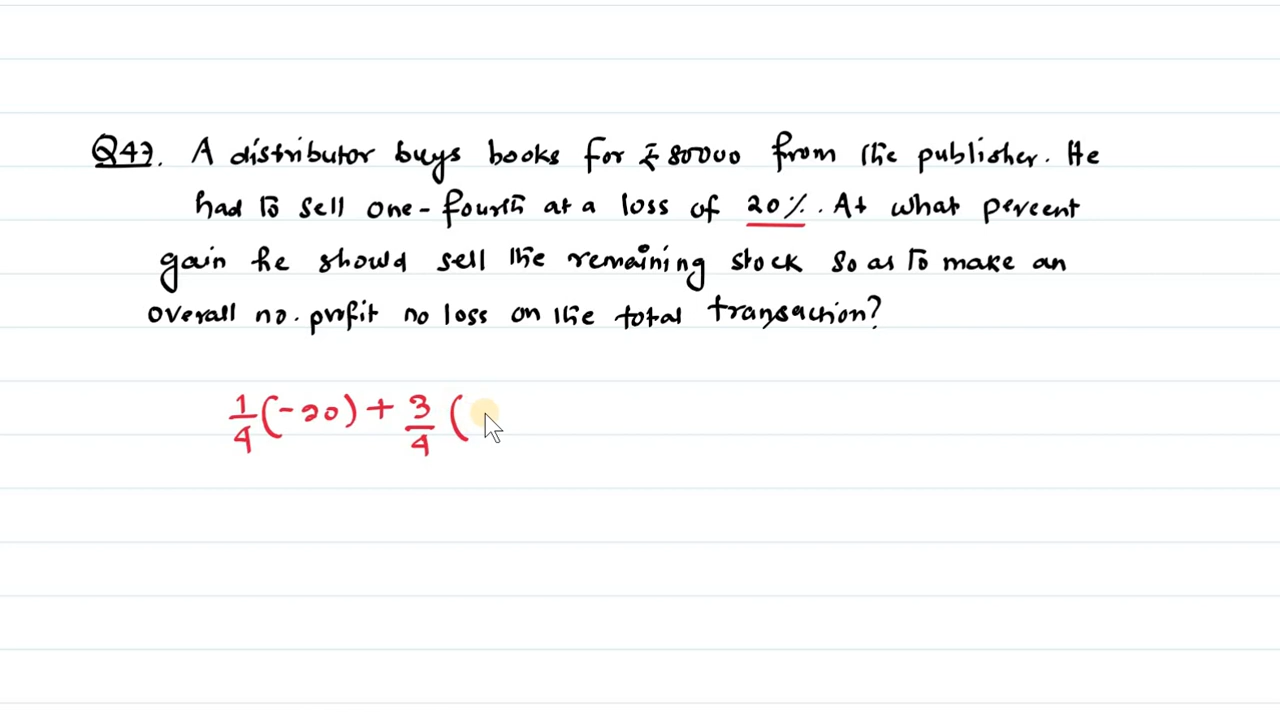 Q47. A distributor buys books for ₹ 80000 from the publisher. He
had to sell one-fourth at a loss of 20%. At what percent
gain he should sell the remaining stock so as to make an
overall no. profit no loss on the total transaction?
1/4 (-20) + 3/4 (